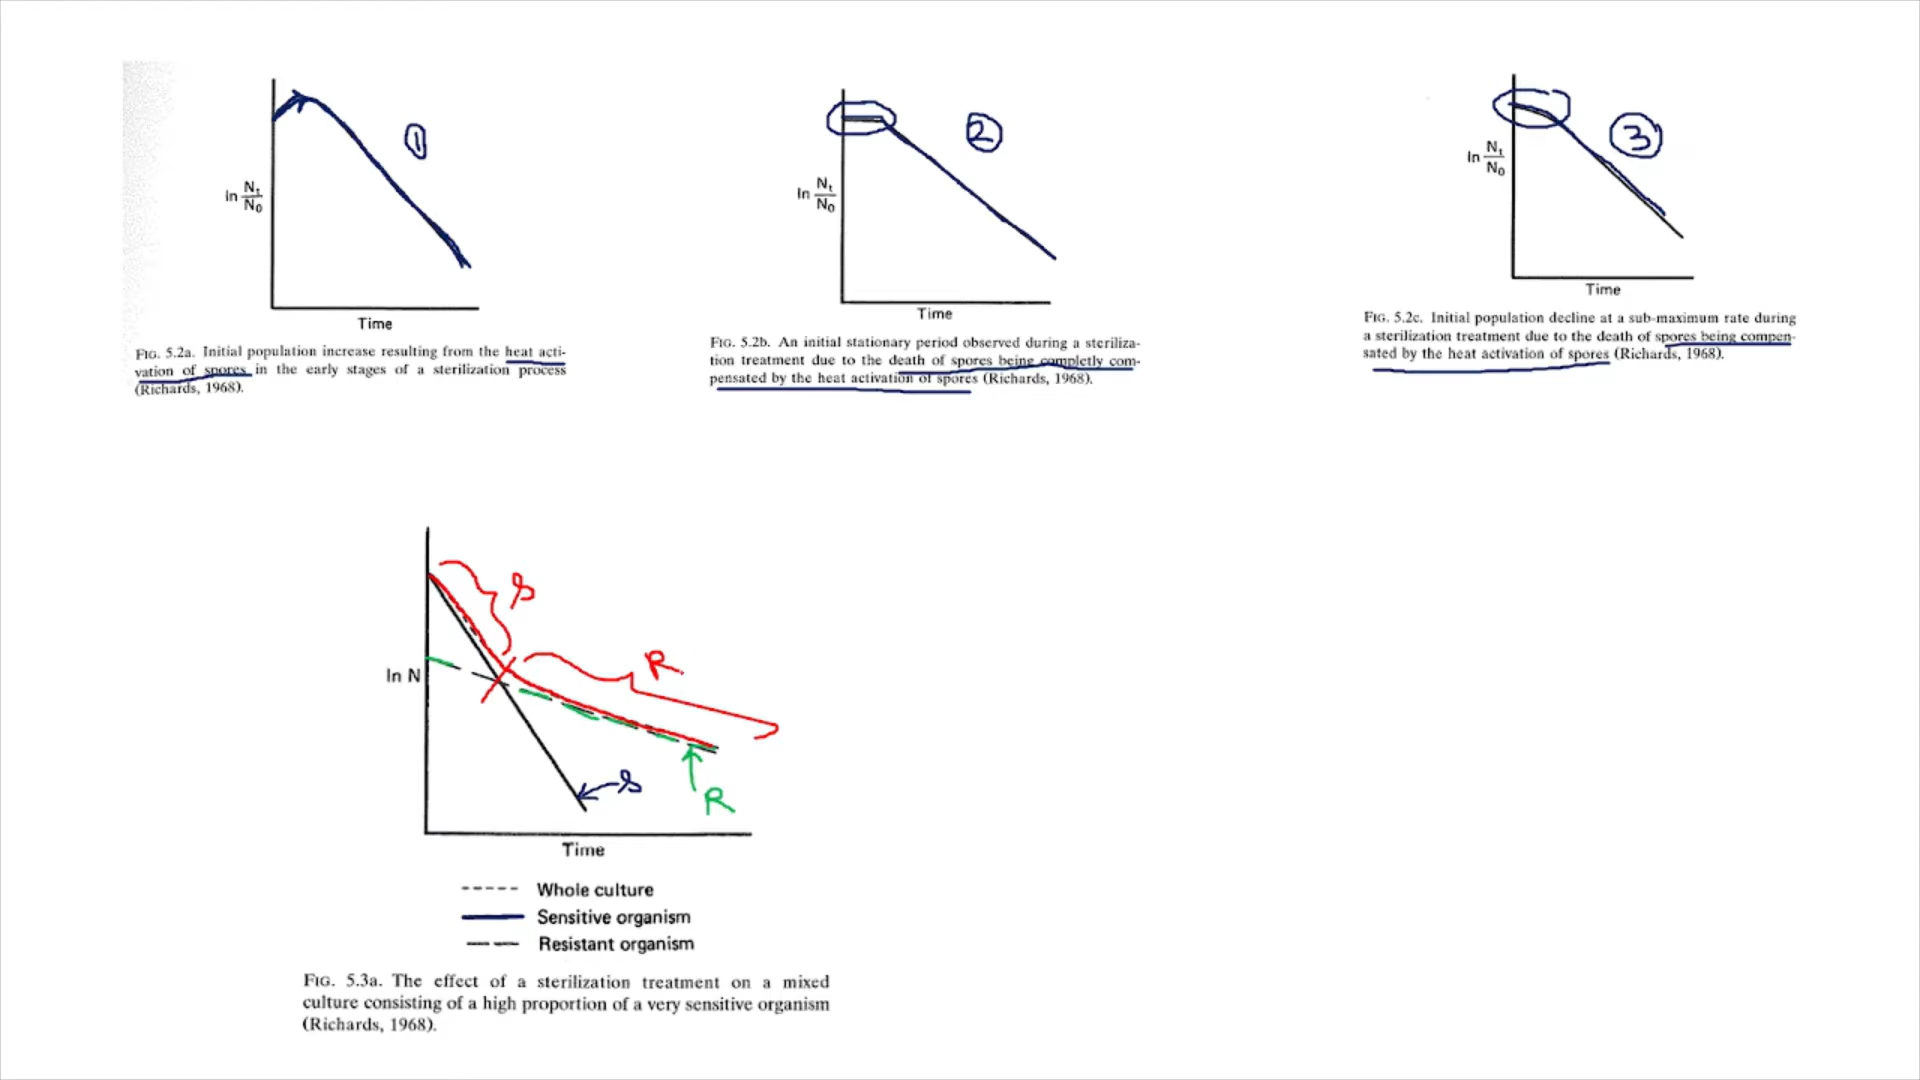 ①
ln Nt/N0
Time
FIG. 5.2a. Initial population increase resulting from the heat acti-
vation of spores in the early stages of a sterilization process
(Richards, 1968).
②
ln Nt/N0
Time
FIG. 5.2b. An initial stationary period observed during a steriliza-
tion treatment due to the death of spores being completly com-
pensated by the heat activation of spores (Richards, 1968).
③
ln Nt/N0
Time
FIG. 5.2c. Initial population decline at a sub-maximum rate during
a sterilization treatment due to the death of spores being compen-
sated by the heat activation of spores (Richards, 1968).
S
R
ln N
S
R
Time
Whole culture
Sensitive organism
Resistant organism
FIG. 5.3a. The effect of a sterilization treatment on a mixed
culture consisting of a high proportion of a very sensitive organism
(Richards, 1968).